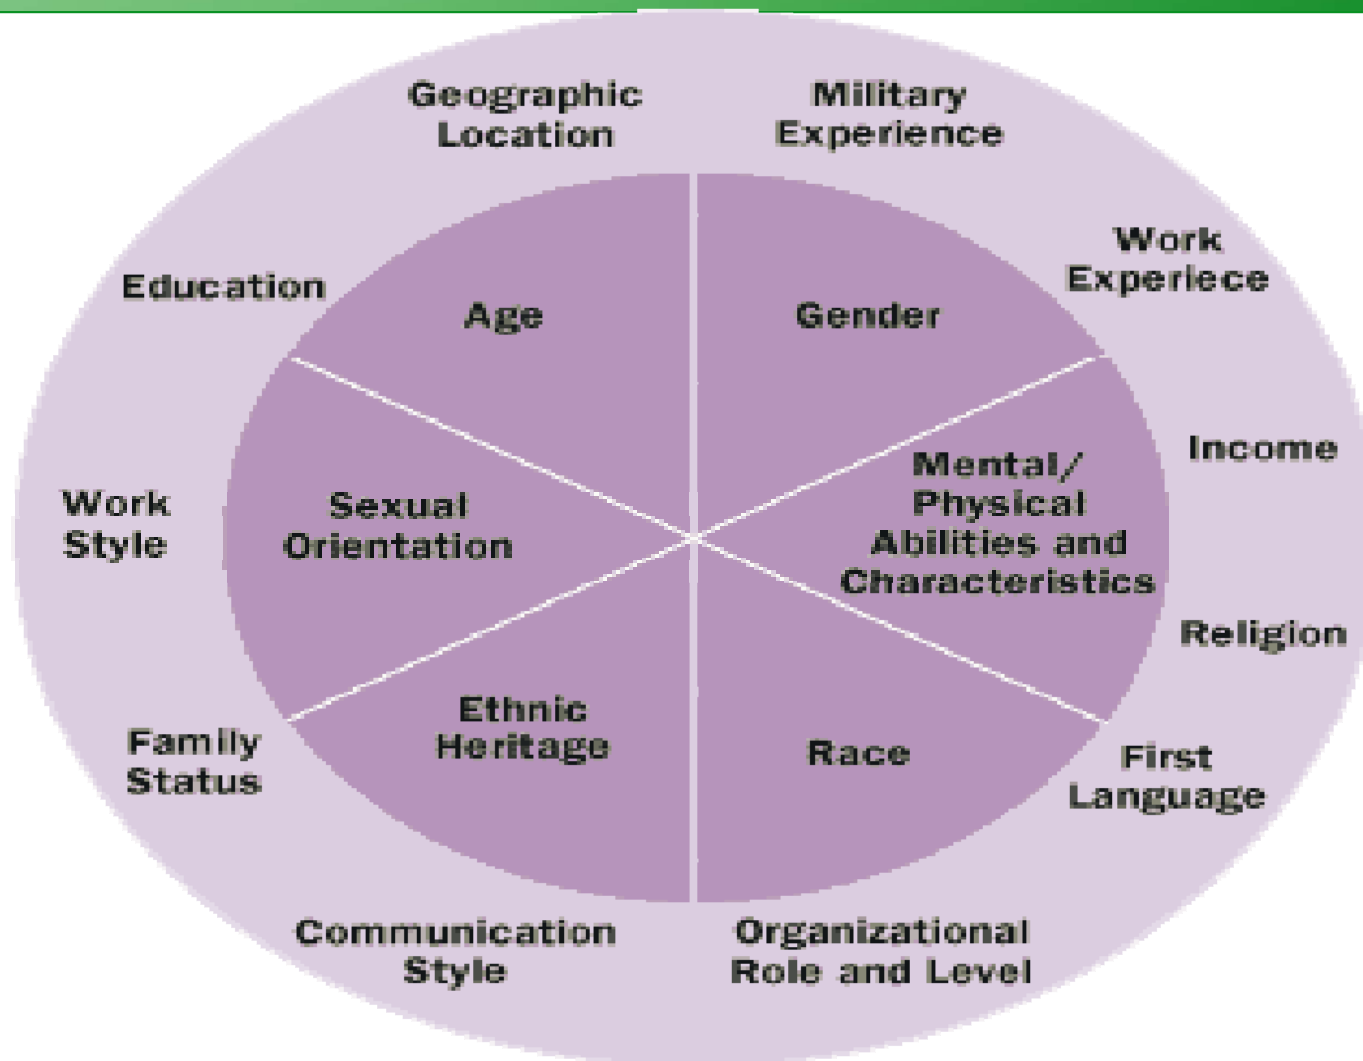 Geographic
Location
Military
Experience
Work
Experiece
Education
Age
Gender
Income
Mental/
Physical
Abilities and
Characteristics
Work
Style
Sexual
Orientation
Religion
Ethnic
Heritage
Race
Family
Status
First
Language
Communication
Style
Organizational
Role and Level